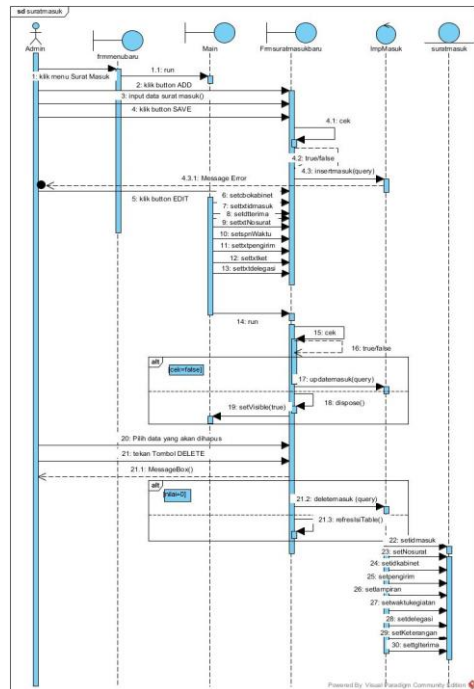 sd suratmasuk
Admin
frmmenubaru
Main
Frmsuratmasukbaru
ImpMasuk
suratmasuk
1: klik menu Surat Masuk
1.1: run
2: klik button ADD
3: input data surat masuk()
4: klik button SAVE
4.1: cek
4.2: true/false
4.3: insertmasuk(query)
4.3.1: Message Error
5: klik button EDIT
6: setcbokabinet
7: settxtidmasuk
8: setdtterima
9: settxtNosurat
10: setspnWaktu
11: settxtpengirim
12: settxtket
13: settxtdelegasi
14: run
15: cek
16: true/false
alt
[cek=false]
17: updatemasuk(query)
18: dispose()
19: setVisible(true)
20: Pilih data yang akan dihapus
21: tekan Tombol DELETE
21.1: MessageBox()
alt
[nilai=0]
21.2: deletemasuk (query)
21.3: refreslsiTable()
22: setidmasuk
23: setNosurat
24: setidkabinet
25: setpengirim
26: setlampiran
27: setwaktukegiatan
28: setdelegasi
29: setKeterangan
30: settglterima
Powered By Visual Paradigm Community Edition